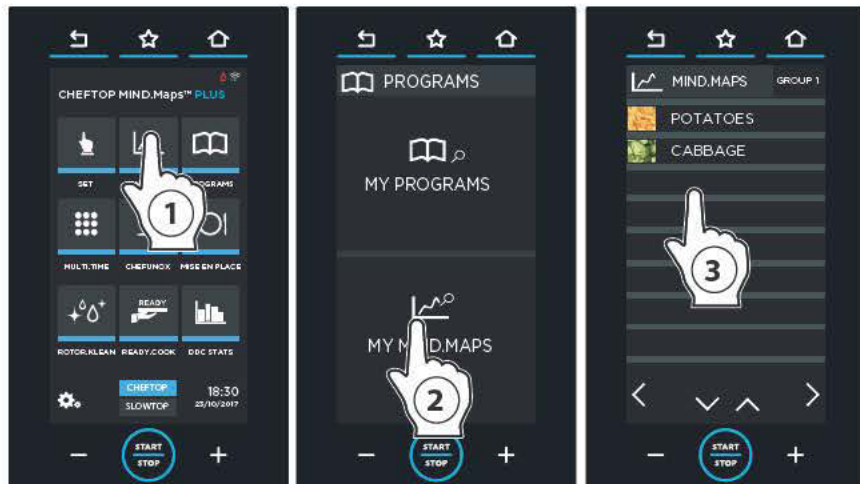 CHEFTOP MIND.Maps™ PLUS
SET
PROGRAMS
1
MULTI.TIME CHEFUNOX MISE EN PLACE
READY
ROTOR.KLEAN READY.COOK DDC STATS
CHEFTOP
SLOWTOP
18:30
23/10/2017
− START STOP +
PROGRAMS
MY PROGRAMS
MY MIND.MAPS
2
− START STOP +
MIND.MAPS GROUP 1
POTATOES
CABBAGE
3
− START STOP +